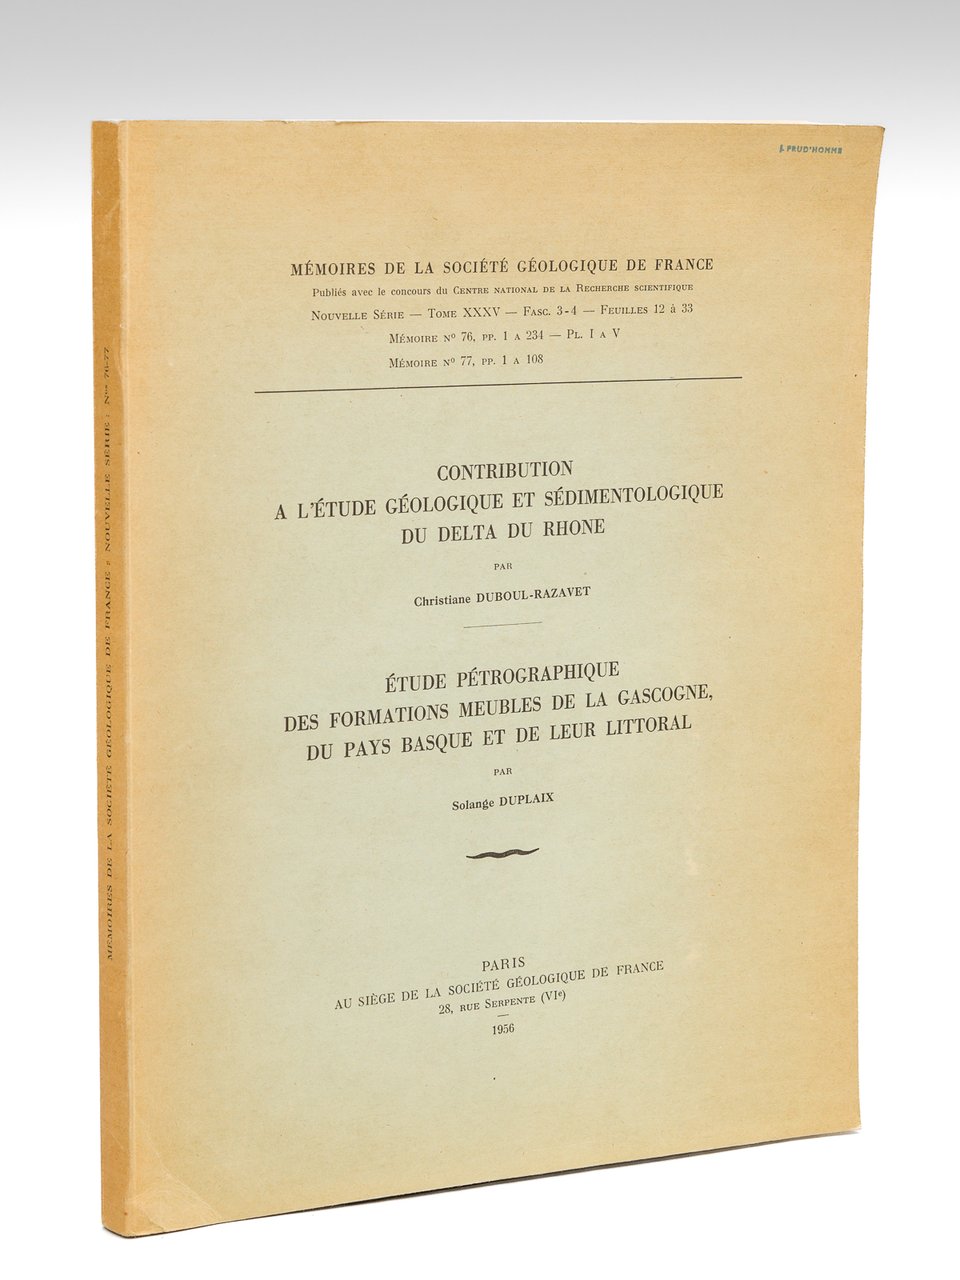 J. PRUD'HOMME
MÉMOIRES DE LA SOCIÉTÉ GÉOLOGIQUE DE FRANCE
Publiés avec le concours du CENTRE NATIONAL DE LA RECHERCHE SCIENTIFIQUE
NOUVELLE SÉRIE — TOME XXXV — FASC. 3-4 — FEUILLES 12 à 33
MÉMOIRE Nº 76, PP. 1 A 234 — PL. I A V
MÉMOIRE Nº 77, PP. 1 A 108
CONTRIBUTION
A L'ÉTUDE GÉOLOGIQUE ET SÉDIMENTOLOGIQUE
DU DELTA DU RHONE
PAR
Christiane DUBOUL-RAZAVET
ÉTUDE PÉTROGRAPHIQUE
DES FORMATIONS MEUBLES DE LA GASCOGNE,
DU PAYS BASQUE ET DE LEUR LITTORAL
PAR
Solange DUPLAIX
PARIS
AU SIÈGE DE LA SOCIÉTÉ GÉOLOGIQUE DE FRANCE
28, RUE SERPENTE (VIe)
1956
MÉMOIRES DE LA SOCIÉTÉ GÉOLOGIQUE DE FRANCE : NOUVELLE SÉRIE : Nos 76-77